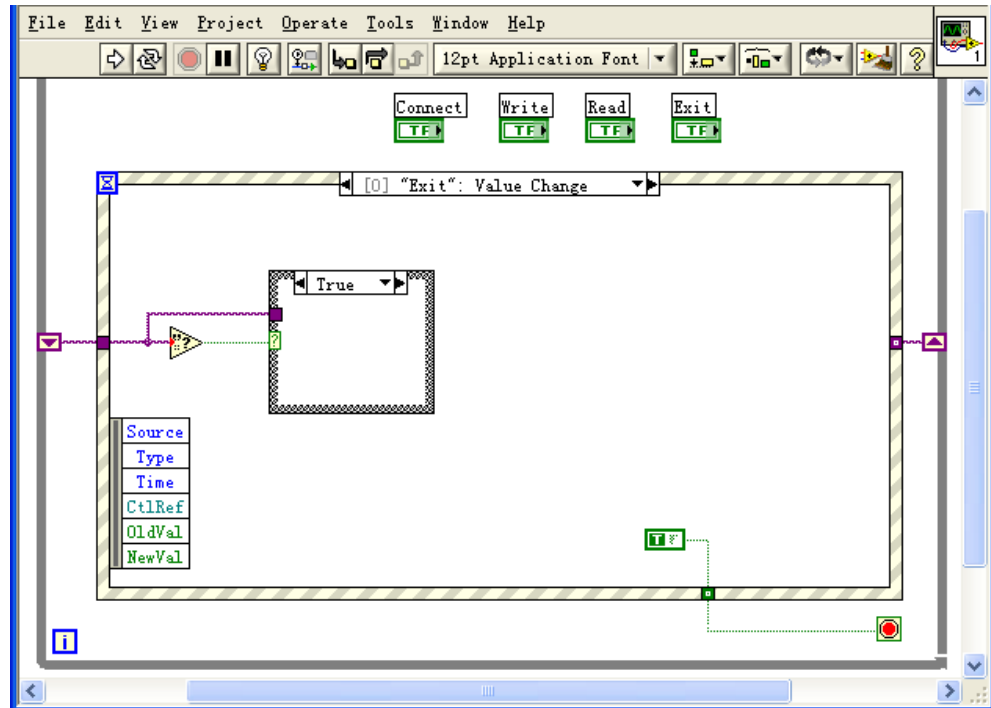 File Edit View Project Operate Tools Window Help
12pt Application Font
?
1
Connect Write Read Exit
TF TF TF TF
[0] "Exit": Value Change
True
?
?
Source
Type
Time
CtlRef
OldVal
NewVal
T F
i